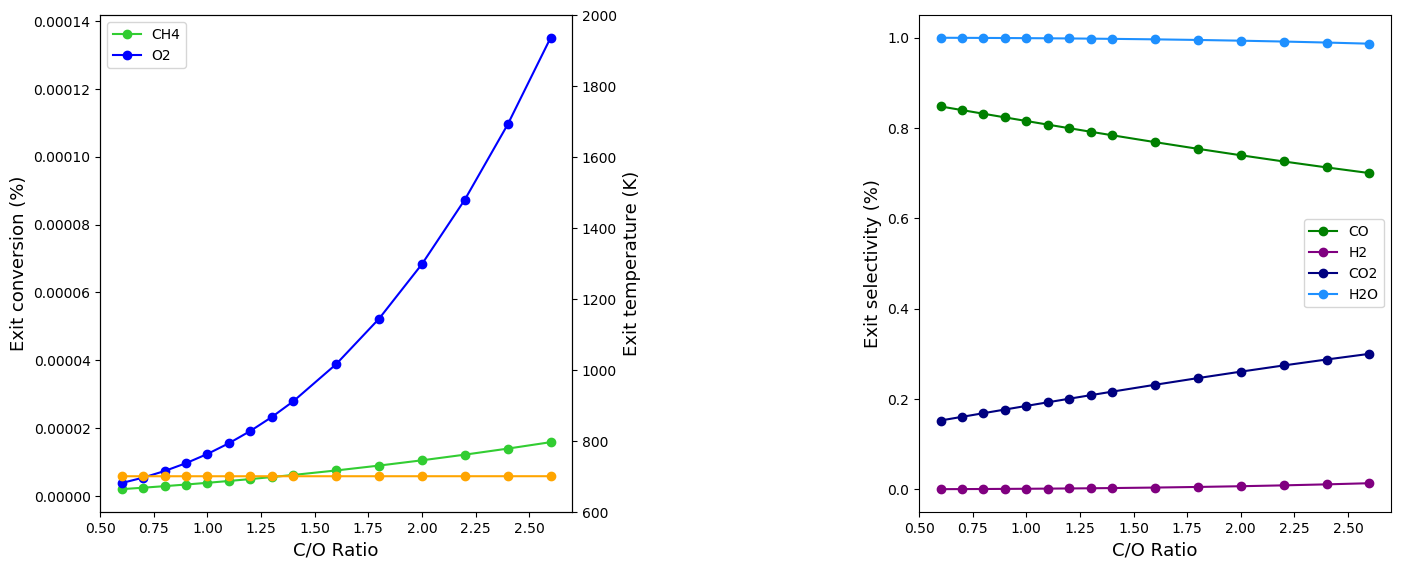 CH4
O2
0.00014
0.00012
0.00010
0.00008
0.00006
0.00004
0.00002
0.00000
Exit conversion (%)
0.50 0.75 1.00 1.25 1.50 1.75 2.00 2.25 2.50
C/O Ratio
2000
1800
1600
1400
1200
1000
800
600
Exit temperature (K)
1.0
0.8
0.6
0.4
0.2
0.0
Exit selectivity (%)
CO
H2
CO2
H2O
0.50 0.75 1.00 1.25 1.50 1.75 2.00 2.25 2.50
C/O Ratio